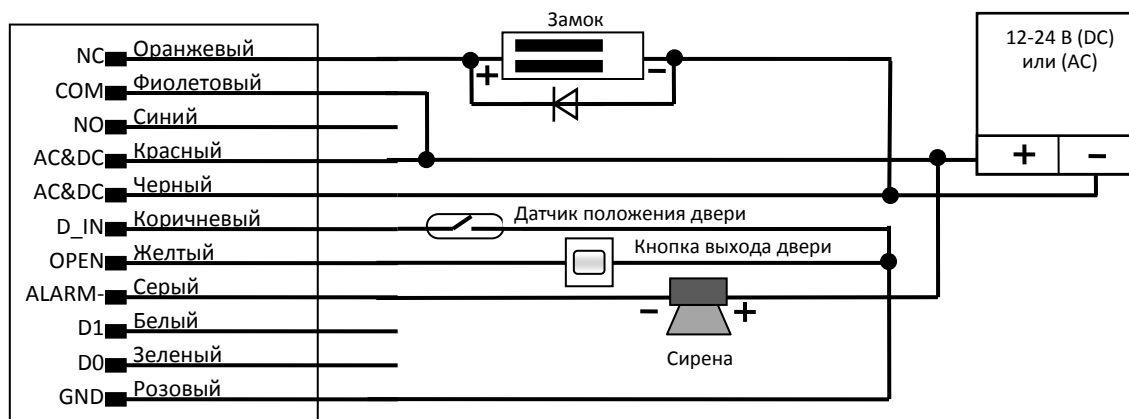 Замок
12-24 В (DC)
или (AC)
+ -
NC Оранжевый
+ -
COM Фиолетовый
NO Синий
AC&DC Красный
AC&DC Черный
D_IN Коричневый
Датчик положения двери
OPEN Желтый
Кнопка выхода двери
ALARM- Серый
- +
Сирена
D1 Белый
D0 Зеленый
GND Розовый